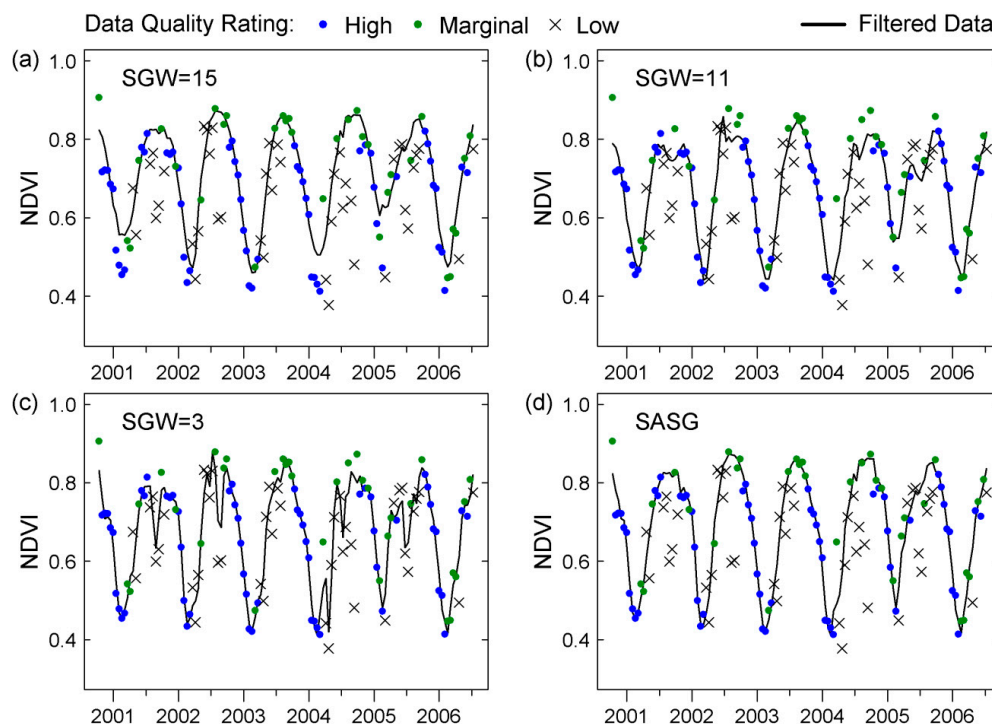 Data Quality Rating: High Marginal Low Filtered Data
(a) SGW=15
NDVI
1.0
0.8
0.6
0.4
2001 2002 2003 2004 2005 2006
(b) SGW=11
NDVI
1.0
0.8
0.6
0.4
2001 2002 2003 2004 2005 2006
(c) SGW=3
NDVI
1.0
0.8
0.6
0.4
2001 2002 2003 2004 2005 2006
(d) SASG
NDVI
1.0
0.8
0.6
0.4
2001 2002 2003 2004 2005 2006